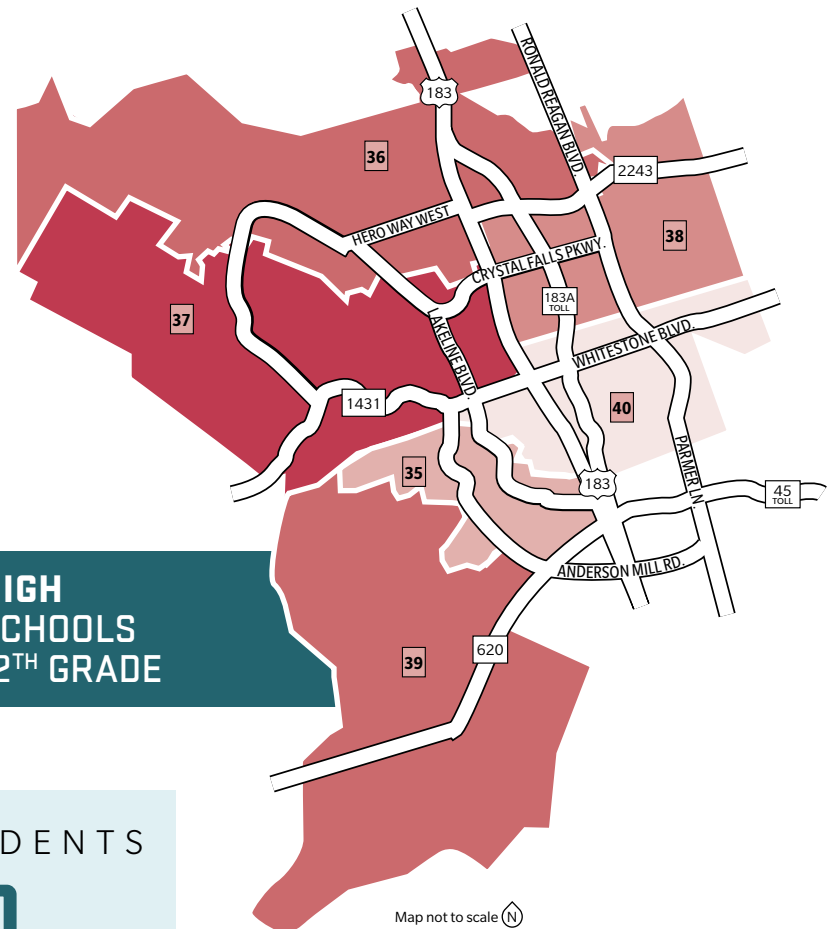 183
RONALD REAGAN BLVD.
36
2243
HERO WAY WEST
38
CRYSTAL FALLS PKWY.
37
183A
TOLL
LAKELINE BLVD.
WHITESTONE BLVD.
1431
40
35
PARMER LN.
183
45
TOLL
ANDERSON MILL RD.
IGH
CHOOLS
2TH GRADE
620
39
DENTS
Map not to scale N